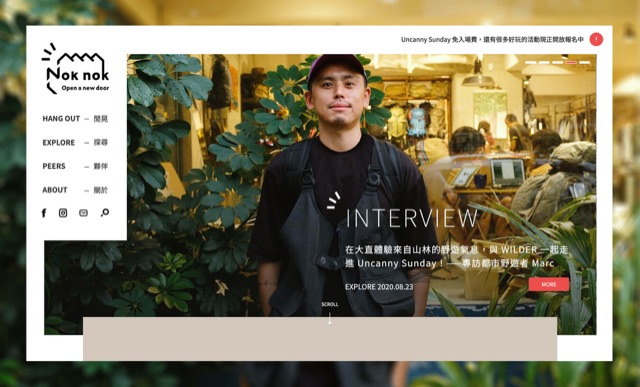 Uncanny Sunday 免入場費，還有很多好玩的活動現正開放報名中
!
Nok nok
Open a new door
HANG OUT – 閒晃
EXPLORE – 探尋
PEERS – 夥伴
ABOUT – 關於
INTERVIEW
在大直體驗來自山林的野遊氣息，與 WILDER 一起走
進 Uncanny Sunday！——專訪都市野遊者 Marc
EXPLORE 2020.08.23
MORE
SCROLL